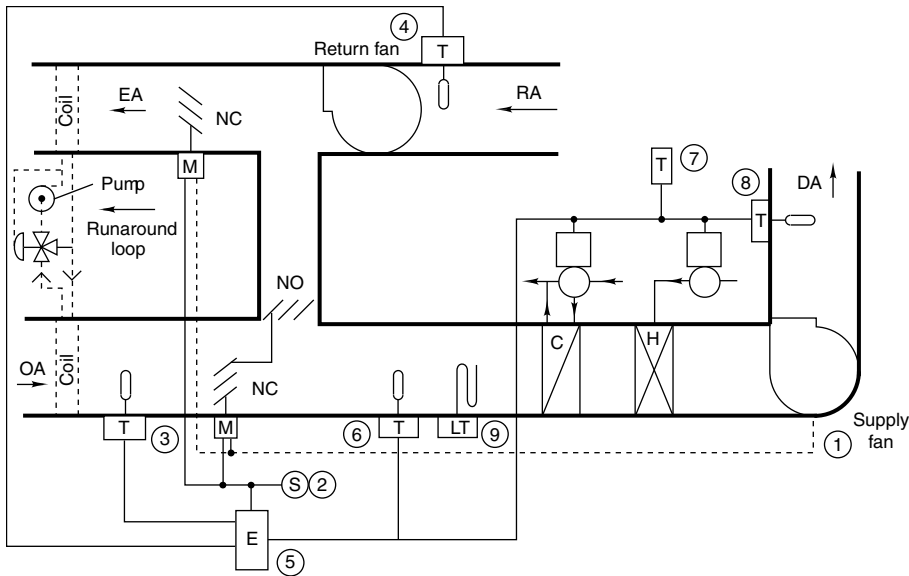 4
Return fan
T
Coil
EA
NC
RA
M
T
7
8
DA
Pump
T
Runaround
loop
NO
C
H
OA
Coil
NC
T
3
M
6
T
LT
9
1
Supply
fan
S
2
E
5